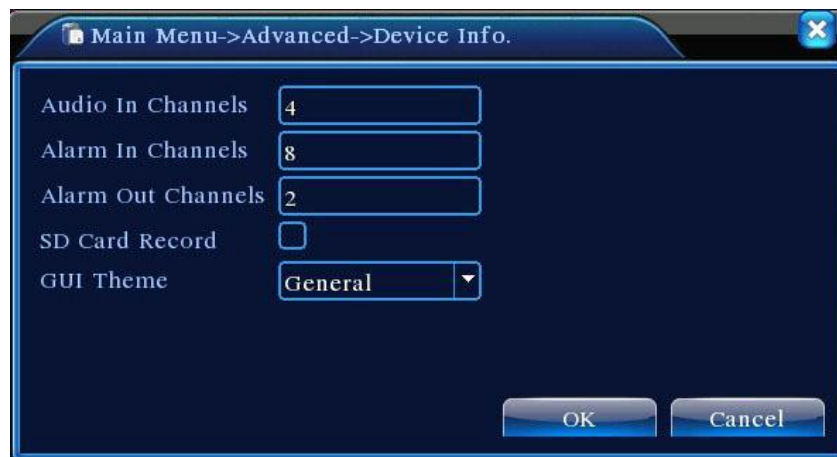 Main Menu->Advanced->Device Info.
Audio In Channels 4
Alarm In Channels 8
Alarm Out Channels 2
SD Card Record
GUI Theme General
OK Cancel